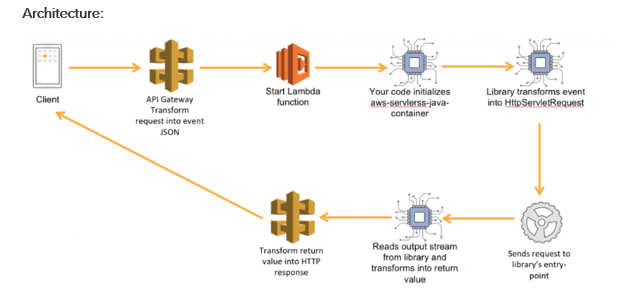 Architecture:
Client
API Gateway
Transform
request into event
JSON
Start Lambda
function
Your code initializes
aws-servlerss-java-
container
Library transforms event
into HttpServletRequest
Transform return
value into HTTP
response
Reads output stream
from library and
transforms into return
value
Sends request to
library's entry-
point